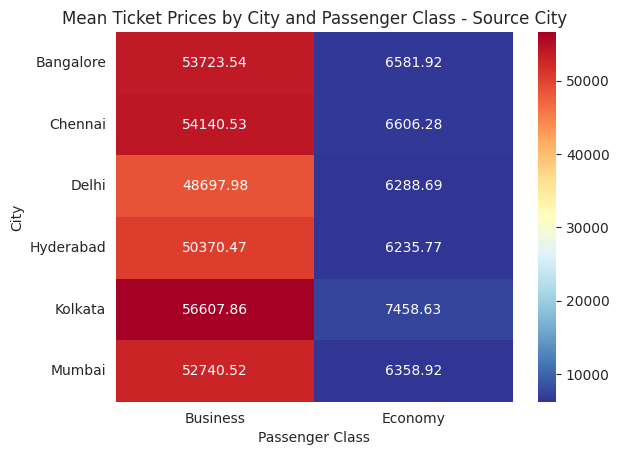 Mean Ticket Prices by City and Passenger Class - Source City
City
Bangalore 53723.54 6581.92
Chennai 54140.53 6606.28
Delhi 48697.98 6288.69
Hyderabad 50370.47 6235.77
Kolkata 56607.86 7458.63
Mumbai 52740.52 6358.92
Business Economy
Passenger Class
50000
40000
30000
20000
10000